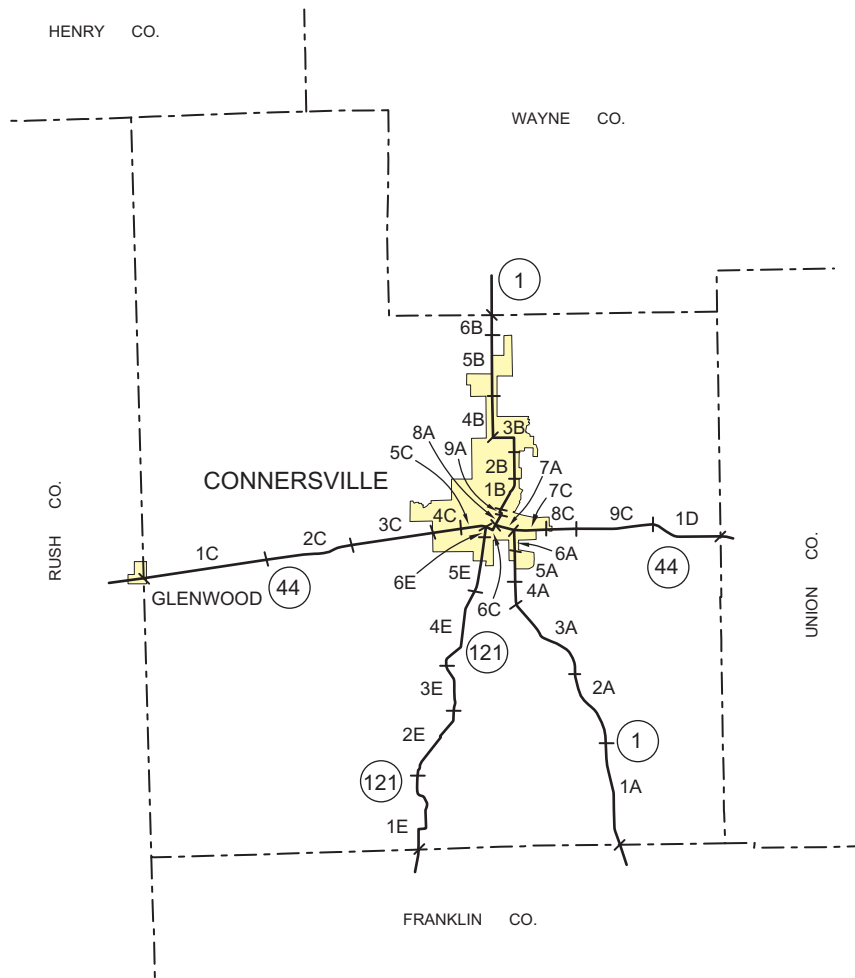 HENRY CO.
WAYNE CO.
1
6B
5B
4B
3B
8A
9A
5C
2B
7A
CONNERSVILLE
1B
7C
RUSH CO.
3C
4C
8C
9C
1D
2C
1C
6A
44
5E
5A
UNION CO.
6E
4A
GLENWOOD
44
6C
4E
3A
121
3E
2A
2E
1
121
1A
1E
FRANKLIN CO.